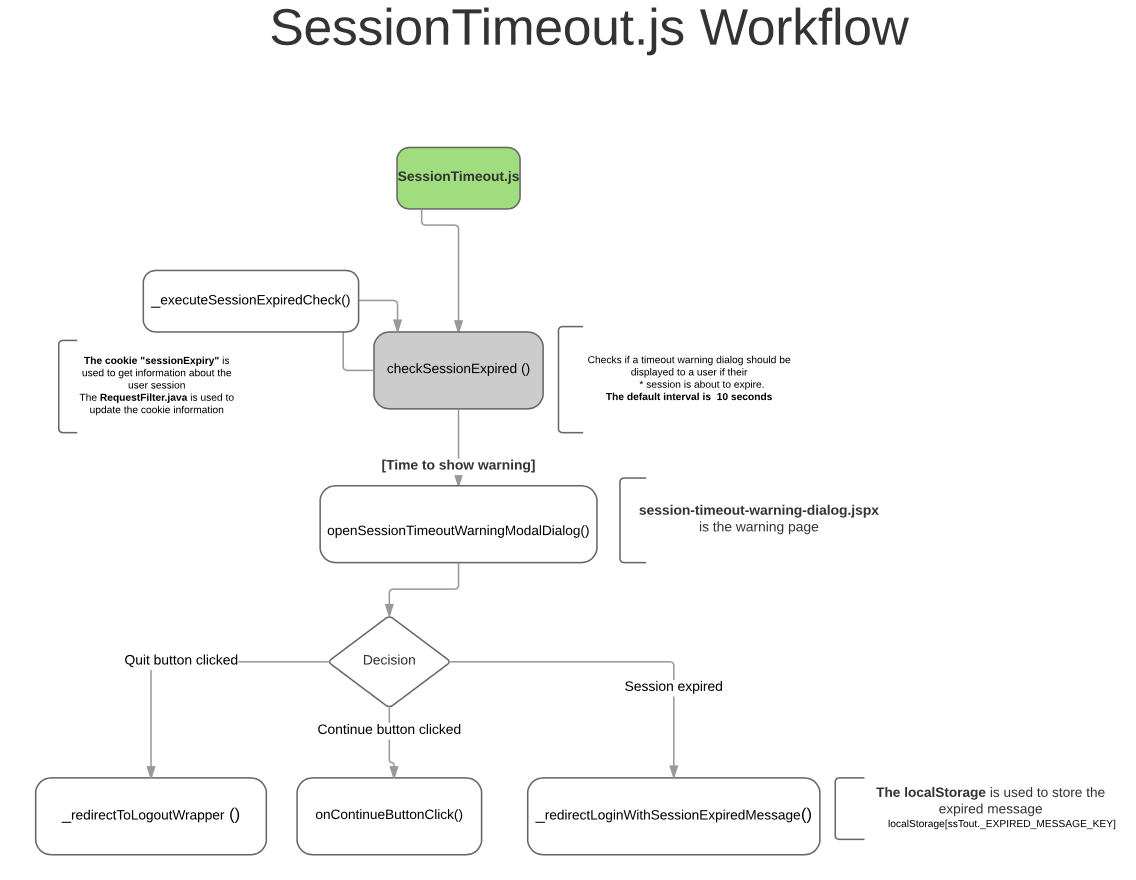 SessionTimeout.js Workflow
SessionTimeout.js
_executeSessionExpiredCheck()
checkSessionExpired ()
The cookie "sessionExpiry" is
used to get information about the
user session
The RequestFilter.java is used to
update the cookie information
Checks if a timeout warning dialog should be
displayed to a user if their
* session is about to expire.
The default interval is 10 seconds
[Time to show warning]
openSessionTimeoutWarningModalDialog()
session-timeout-warning-dialog.jspx
is the warning page
Decision
Quit button clicked
Session expired
Continue button clicked
_redirectToLogoutWrapper ()
onContinueButtonClick()
_redirectLoginWithSessionExpiredMessage()
The localStorage is used to store the
expired message
localStorage[ssTout._EXPIRED_MESSAGE_KEY]